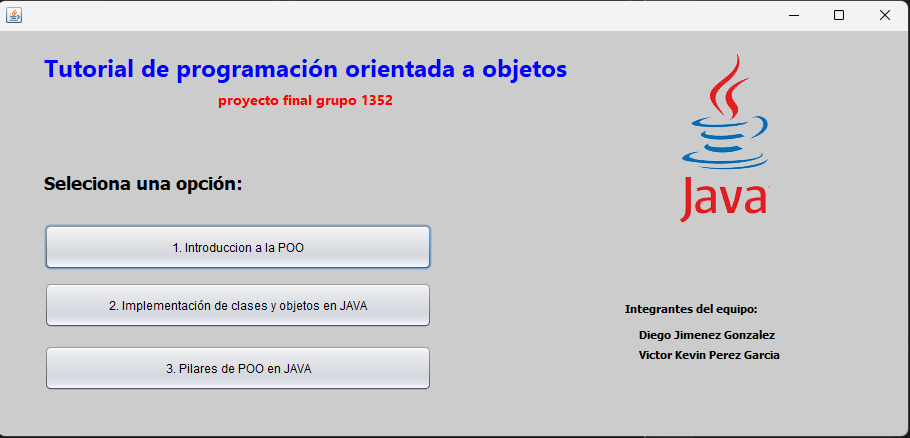 Tutorial de programación orientada a objetos
proyecto final grupo 1352
Java
Seleciona una opción:
1. Introduccion a la POO
2. Implementación de clases y objetos en JAVA
3. Pilares de POO en JAVA
Integrantes del equipo:
Diego Jimenez Gonzalez
Victor Kevin Perez Garcia